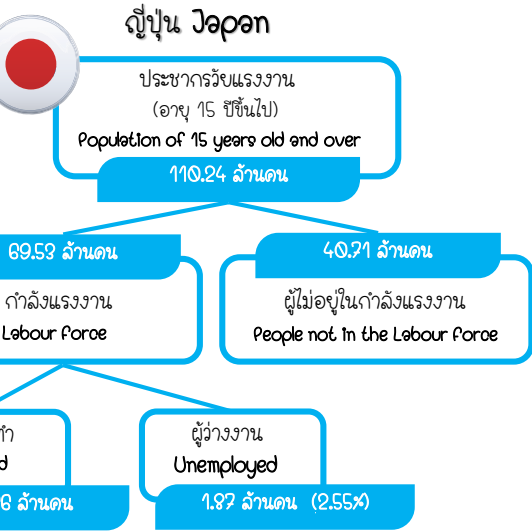 ญี่ปุ่น Japan
ประชากรวัยแรงงาน
(อายุ 15 ปีขึ้นไป)
Population of 15 years old and over
110.24 ล้านคน
69.53 ล้านคน
40.71 ล้านคน
กำลังแรงงาน
Labour Force
ผู้ไม่อยู่ในกำลังแรงงาน
People not in the Labour Force
ผู้ว่างงาน
Unemployed
6 ล้านคน
1.87 ล้านคน (2.55%)